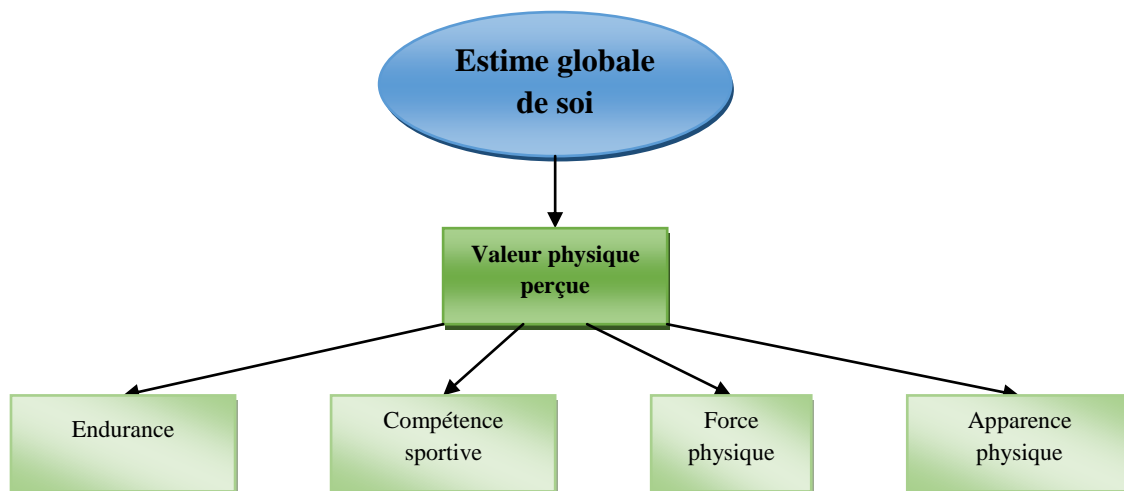 Estime globale
de soi
Valeur physique
perçue
Endurance
Compétence
sportive
Force
physique
Apparence
physique